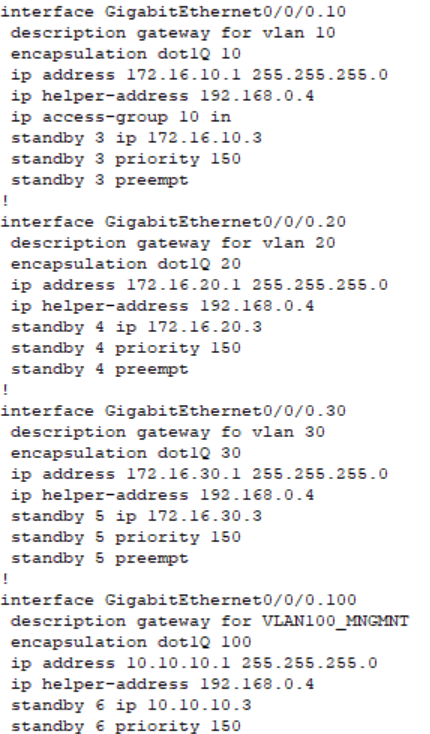 interface GigabitEthernet0/0/0.10
description gateway for vlan 10
encapsulation dot1Q 10
ip address 172.16.10.1 255.255.255.0
ip helper-address 192.168.0.4
ip access-group 10 in
standby 3 ip 172.16.10.3
standby 3 priority 150
standby 3 preempt
!
interface GigabitEthernet0/0/0.20
description gateway for vlan 20
encapsulation dot1Q 20
ip address 172.16.20.1 255.255.255.0
ip helper-address 192.168.0.4
standby 4 ip 172.16.20.3
standby 4 priority 150
standby 4 preempt
!
interface GigabitEthernet0/0/0.30
description gateway fo vlan 30
encapsulation dot1Q 30
ip address 172.16.30.1 255.255.255.0
ip helper-address 192.168.0.4
standby 5 ip 172.16.30.3
standby 5 priority 150
standby 5 preempt
!
interface GigabitEthernet0/0/0.100
description gateway for VLAN100_MNGMNT
encapsulation dot1Q 100
ip address 10.10.10.1 255.255.255.0
ip helper-address 192.168.0.4
standby 6 ip 10.10.10.3
standby 6 priority 150